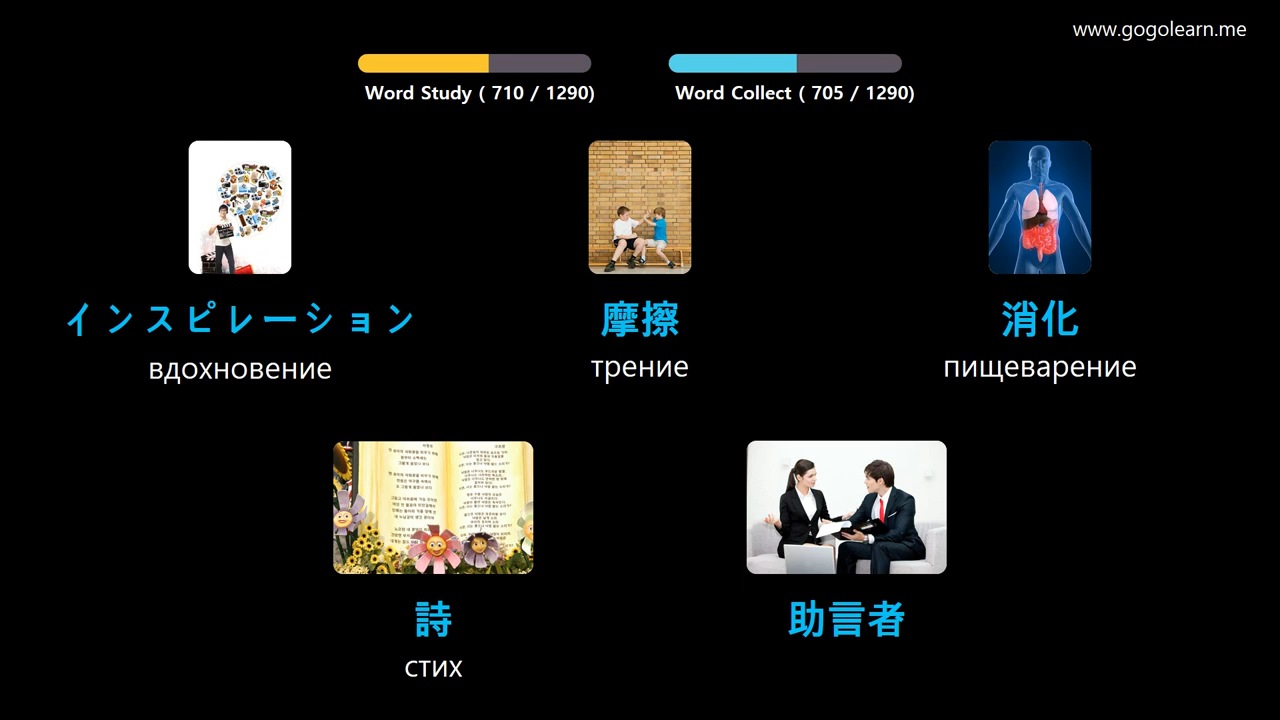 www.gogolearn.me
Word Study ( 710 / 1290)
Word Collect ( 705 / 1290)
インスピレーション
摩擦
消化
вдохновение
трение
пищеварение
詩
助言者
стих